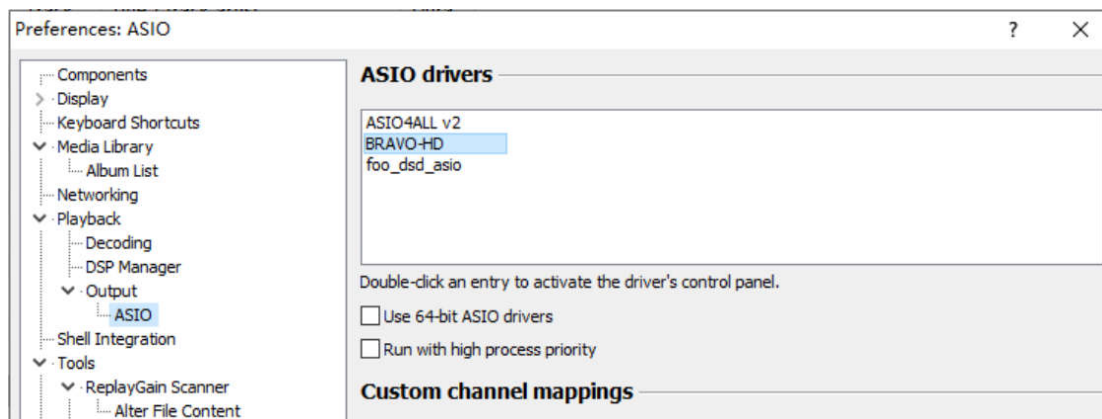 Preferences: ASIO
?
Components
Display
Keyboard Shortcuts
Media Library
Album List
Networking
Playback
Decoding
DSP Manager
Output
ASIO
Shell Integration
Tools
ReplayGain Scanner
Alter File Content
ASIO drivers
ASIO4ALL v2
BRAVO-HD
foo_dsd_asio
Double-click an entry to activate the driver's control panel.
Use 64-bit ASIO drivers
Run with high process priority
Custom channel mappings